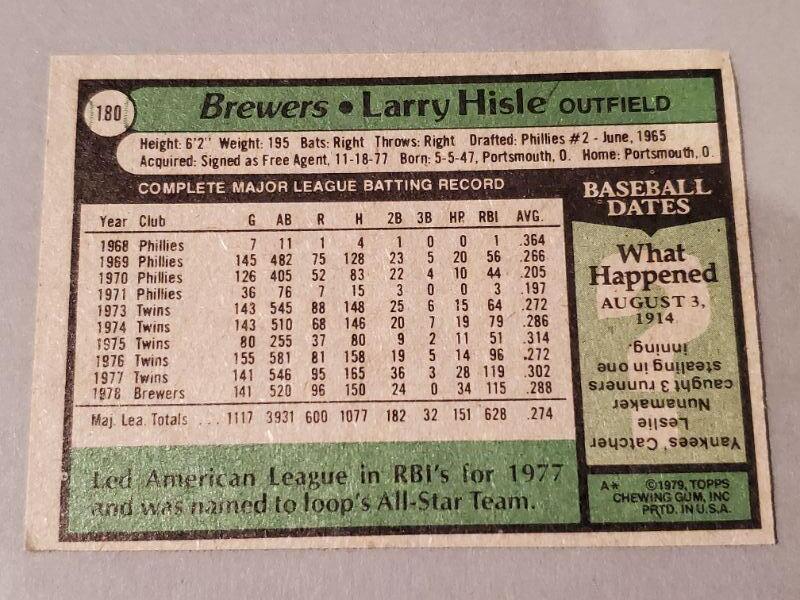 180
Brewers • Larry Hisle OUTFIELD
Height: 6'2" Weight: 195 Bats: Right Throws: Right Drafted: Phillies #2 - June, 1965
Acquired: Signed as Free Agent, 11-18-77 Born: 5-5-47, Portsmouth, O. Home: Portsmouth, O.
COMPLETE MAJOR LEAGUE BATTING RECORD
Year Club G AB R H 2B 3B HR RBI AVG.
1968 Phillies 7 11 1 4 1 0 0 1 .364
1969 Phillies 145 482 75 128 23 5 20 56 .266
1970 Phillies 126 405 52 83 22 4 10 44 .205
1971 Phillies 36 76 7 15 3 0 0 3 .197
1973 Twins 143 545 88 148 25 6 15 64 .272
1974 Twins 143 510 68 146 20 7 19 79 .286
1975 Twins 80 255 37 80 9 2 11 51 .314
1976 Twins 155 581 81 158 19 5 14 96 .272
1977 Twins 141 546 95 165 36 3 28 119 .302
1978 Brewers 141 520 96 150 24 0 34 115 .288
Maj. Lea. Totals ... 1117 3931 600 1077 182 32 151 628 .274
Led American League in RBI's for 1977
and was named to loop's All-Star Team.
BASEBALL
DATES
What
Happened
AUGUST 3,
1914
?
Yankees' Catcher
Leslie
Nunamaker
caught 3 runners
stealing in one
inning.
A* ©1979, TOPPS
CHEWING GUM, INC
PRTD. IN U.S.A.